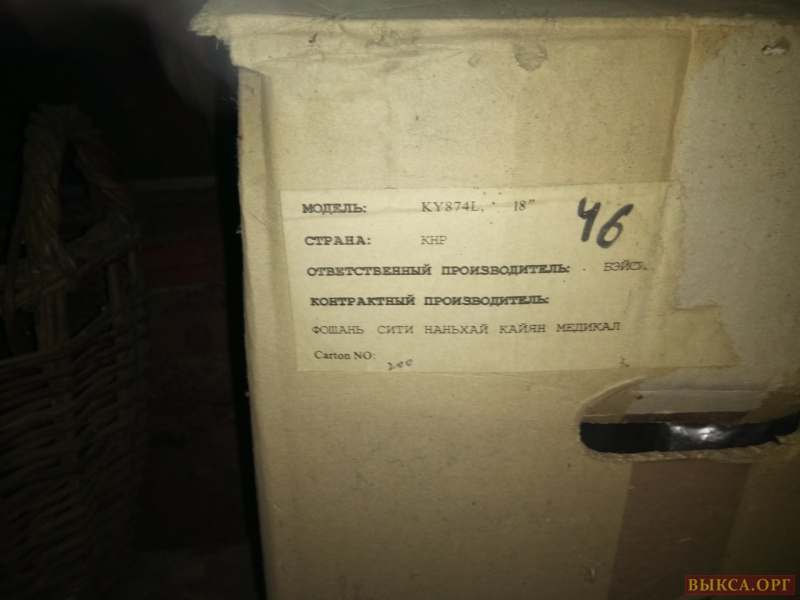 МОДЕЛЬ: KY874L, 18"
46
СТРАНА: КНР
ОТВЕТСТВЕННЫЙ ПРОИЗВОДИТЕЛЬ:
КОНТРАКТНЫЙ ПРОИЗВОДИТЕЛЬ:
ФОШАНЬ СИТИ НАНЬХАЙ КАЙЯН МЕДИКАЛ
Carton NO: 200
ВЫКСА.ОРГ